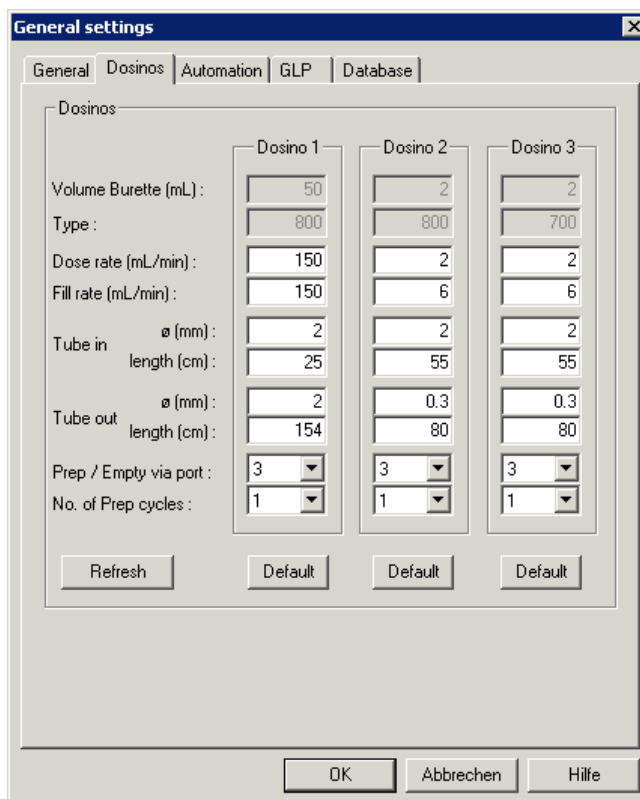 General settings
General Dosinos Automation GLP Database
Dosinos
Dosino 1 Dosino 2 Dosino 3
Volume Burette (mL) : 50 2 2
Type : 800 800 700
Dose rate (mL/min) : 150 2 2
Fill rate (mL/min) : 150 6 6
Tube in
ø (mm) : 2 2 2
length (cm) : 25 55 55
Tube out
ø (mm) : 2 0.3 0.3
length (cm) : 154 80 80
Prep / Empty via port : 3 3 3
No. of Prep cycles : 1 1 1
Refresh Default Default Default
OK Abbrechen Hilfe